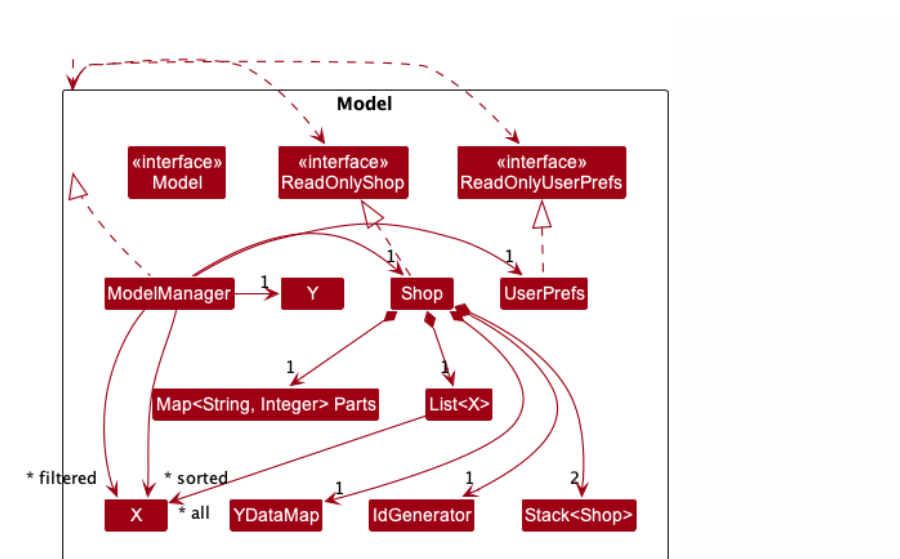 Model
«interface»
Model
«interface»
ReadOnlyShop
«interface»
ReadOnlyUserPrefs
1
1
ModelManager
1
Y
Shop
UserPrefs
1
1
Map<String, Integer> Parts
List<X>
* filtered
* sorted
1
1
2
X
* all
YDataMap
IdGenerator
Stack<Shop>